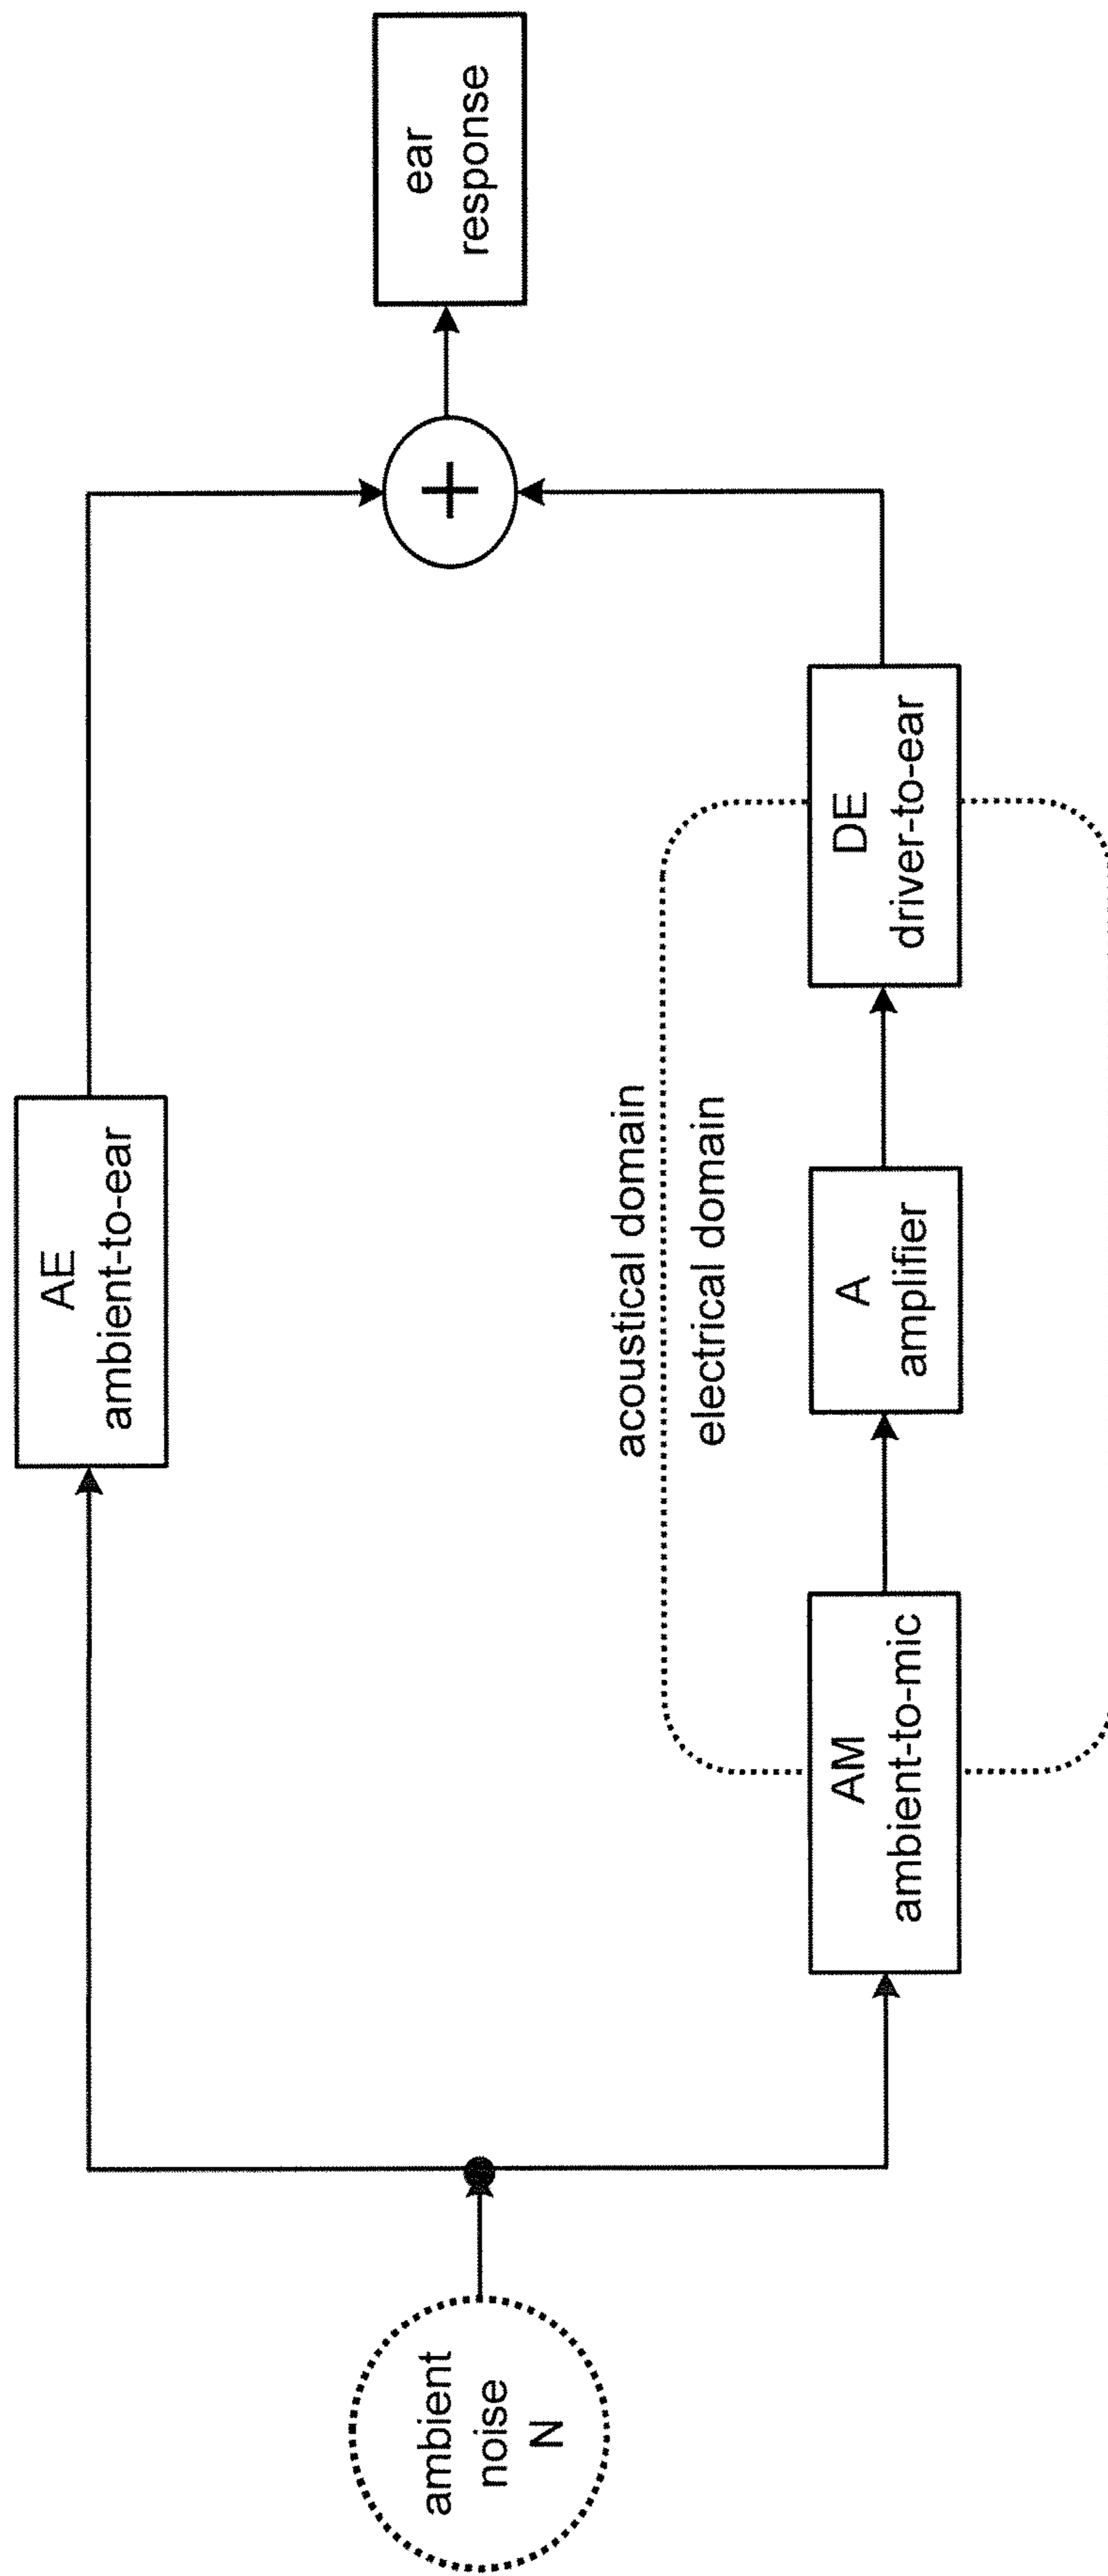 AE
ambient-to-ear
ambient
noise
N
+
ear
response
acoustical domain
electrical domain
AM
ambient-to-mic
A
amplifier
DE
driver-to-ear